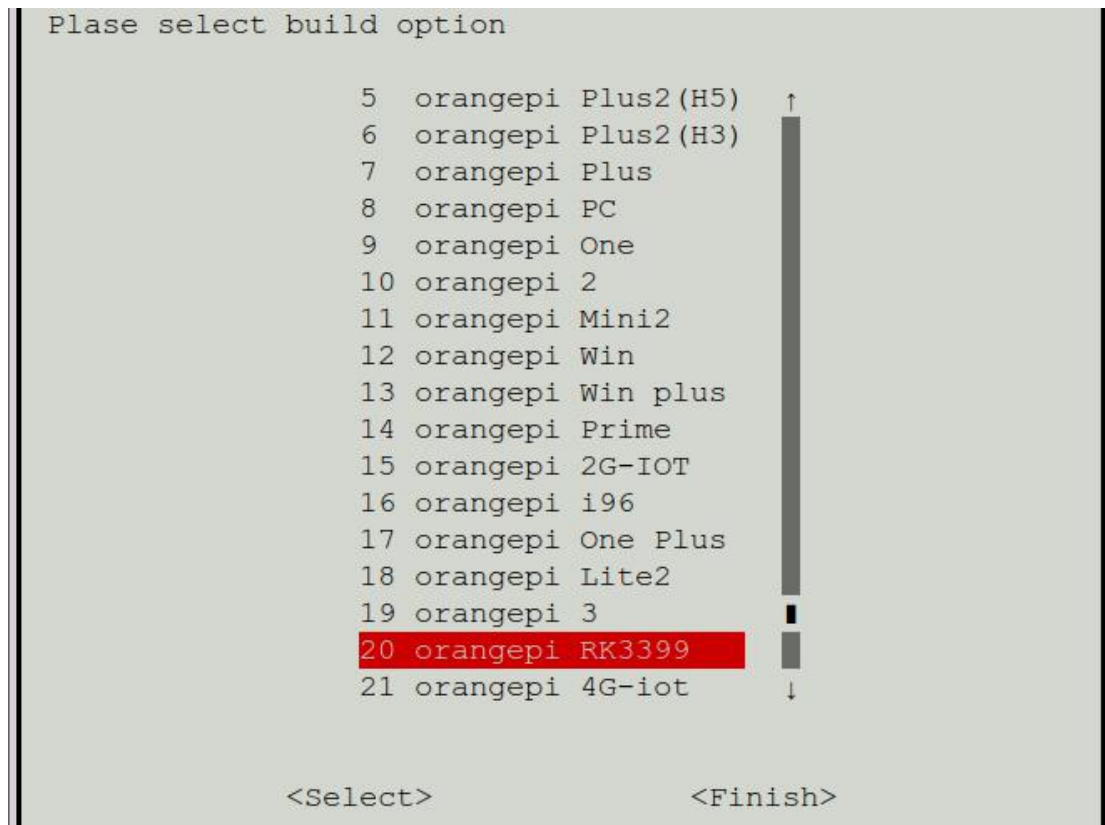 Plase select build option
5 orangepi Plus2(H5) ↑
6 orangepi Plus2(H3)
7 orangepi Plus
8 orangepi PC
9 orangepi One
10 orangepi 2
11 orangepi Mini2
12 orangepi Win
13 orangepi Win plus
14 orangepi Prime
15 orangepi 2G-IOT
16 orangepi i96
17 orangepi One Plus
18 orangepi Lite2
19 orangepi 3
20 orangepi RK3399
21 orangepi 4G-iot ↓
<Select> <Finish>